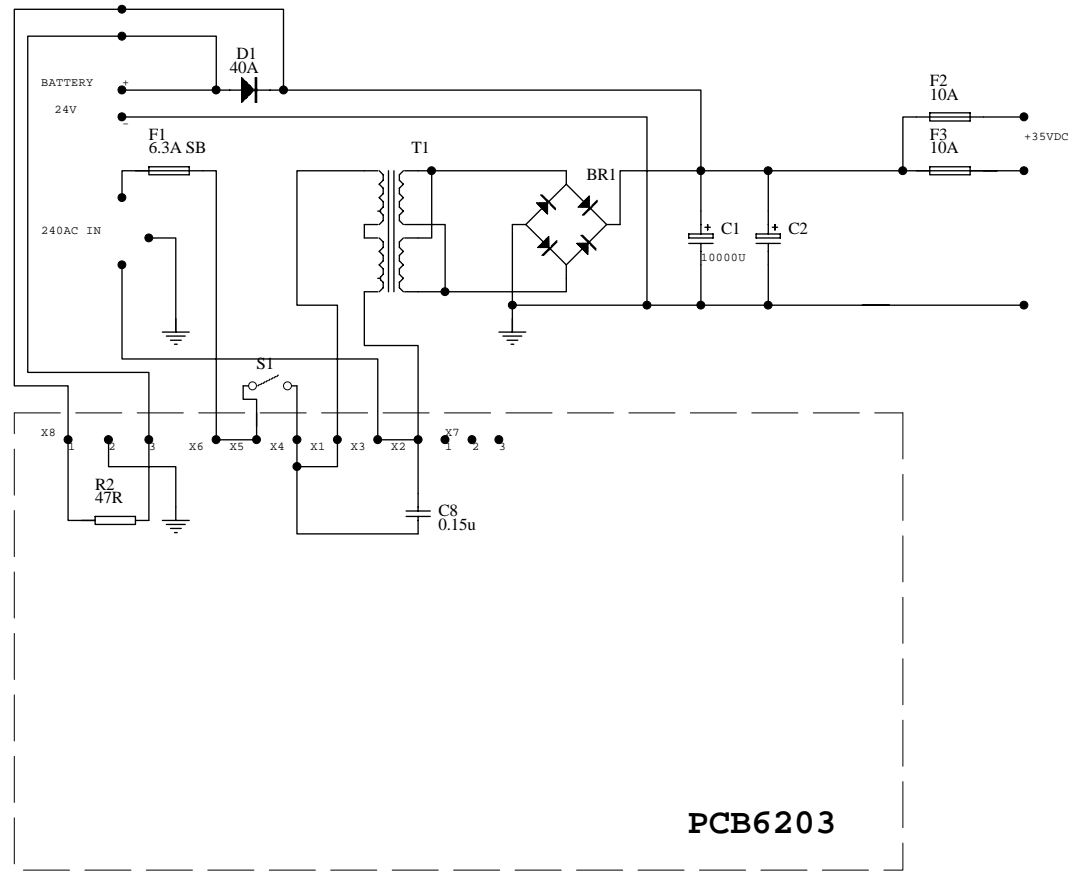 D1
40A
BATTERY
+
24V
-
F1
6.3A SB
240AC IN
T1
BR1
+ C1
10000U
+ C2
F2
10A
F3
10A
+35VDC
S1
X8 1 2 3 X6 X5 X4 X1 X3 X2 X7 1 2 3
R2
47R
C8
0.15u
PCB6203